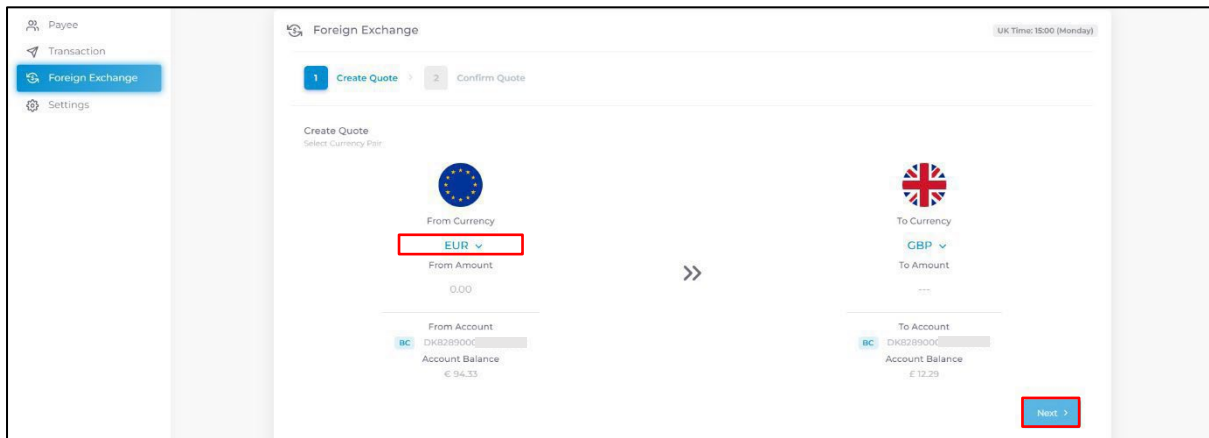 Payee
Transaction
Foreign Exchange
Settings
Foreign Exchange
UK Time: 15:00 (Monday)
1 Create Quote 2 Confirm Quote
Create Quote
Select Currency Pair
From Currency
EUR
From Amount
0.00
From Account
BC DK8289000
Account Balance
€ 94.33
To Currency
GBP
To Amount
---
To Account
BC DK8289000
Account Balance
£ 12.29
Next